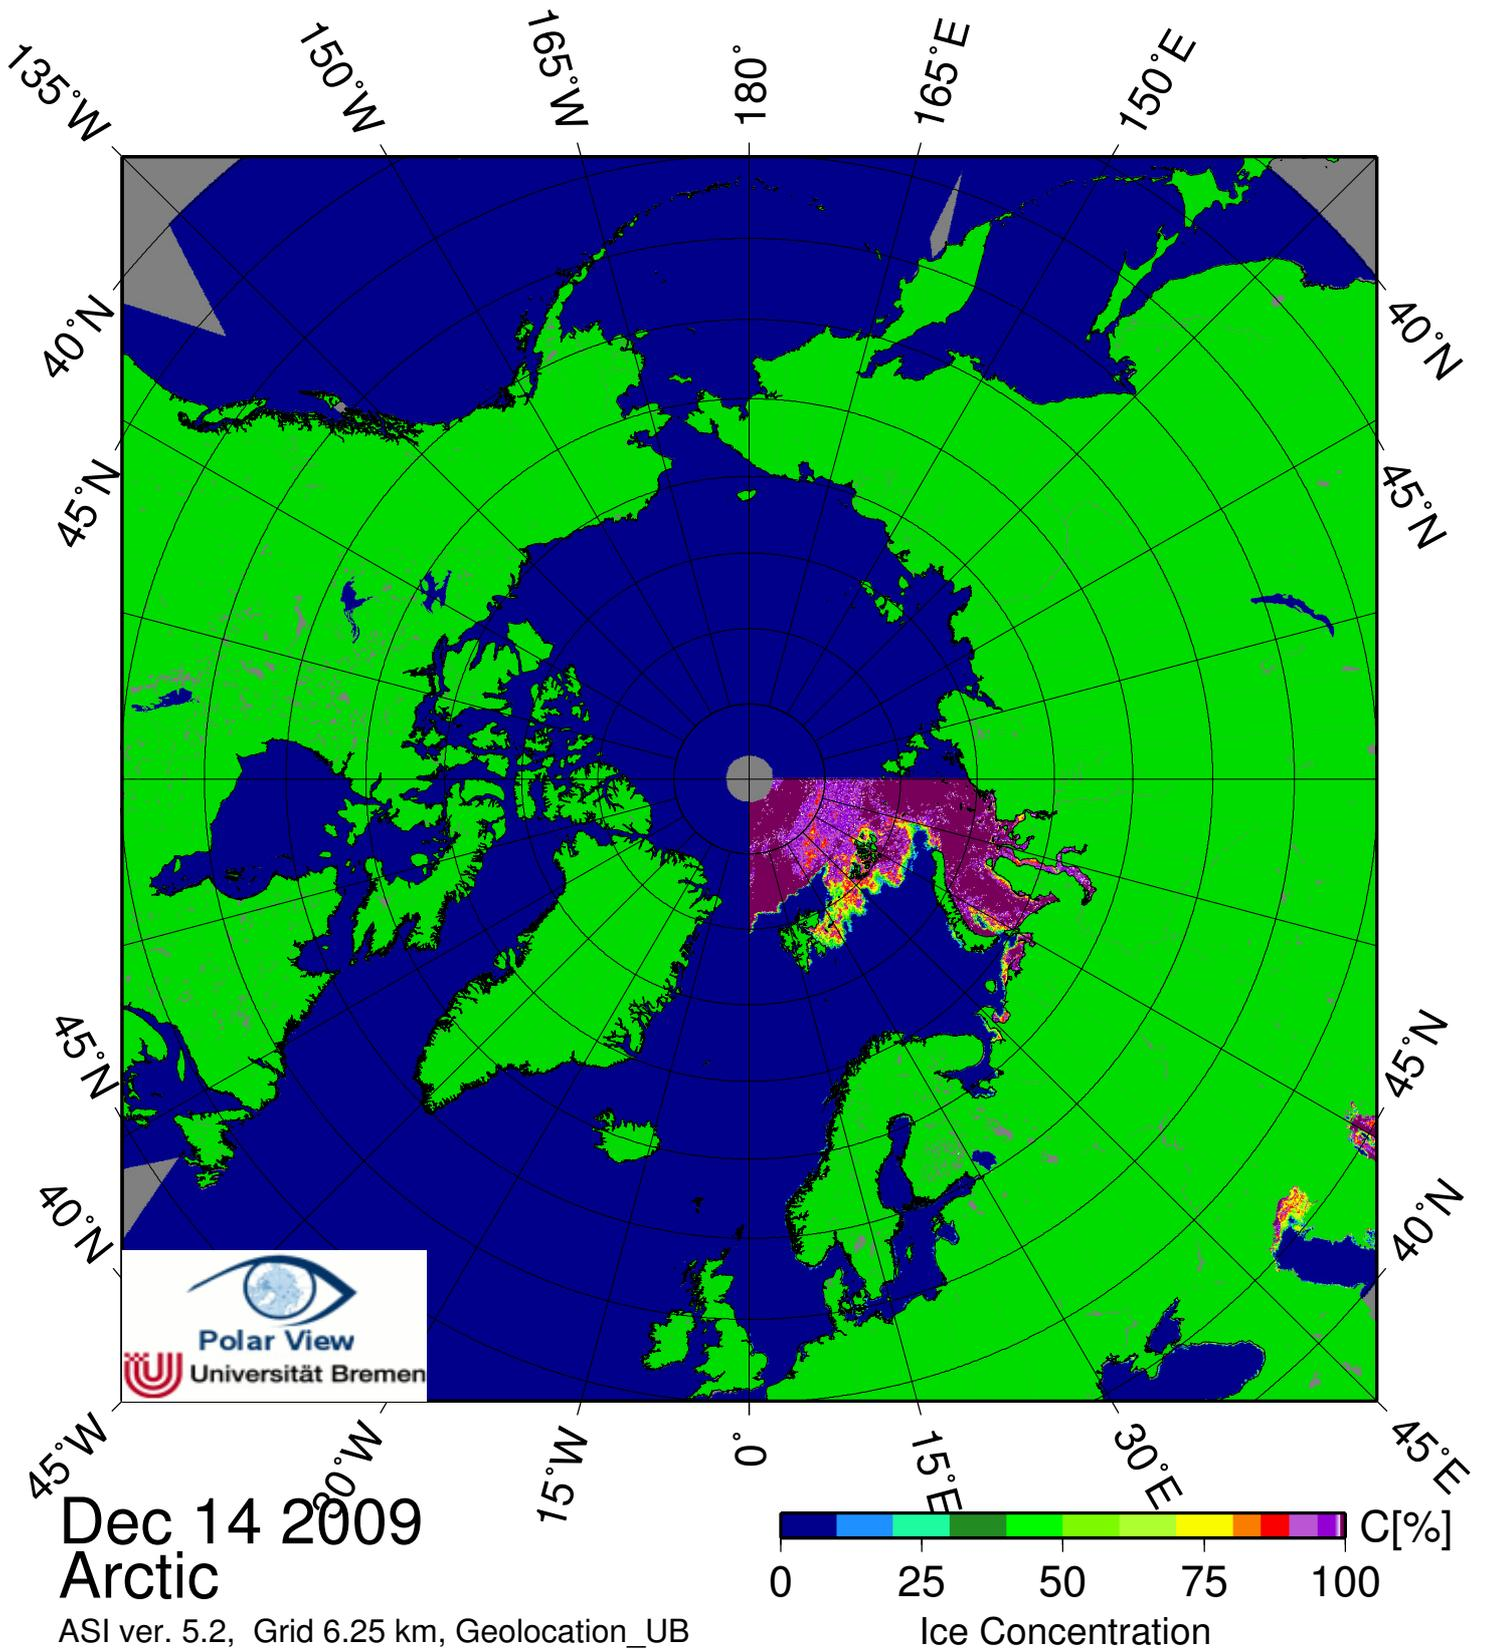 135°W
150°W
165°W
180°
165°E
150°E
40°N
40°N
45°N
45°N
45°N
45°N
40°N
40°N
Polar View
Universität Bremen
45°W
30°W
15°W
0°
15°E
30°E
45°E
Dec 14 2009
Arctic
ASI ver. 5.2, Grid 6.25 km, Geolocation_UB
C[%]
0 25 50 75 100
Ice Concentration